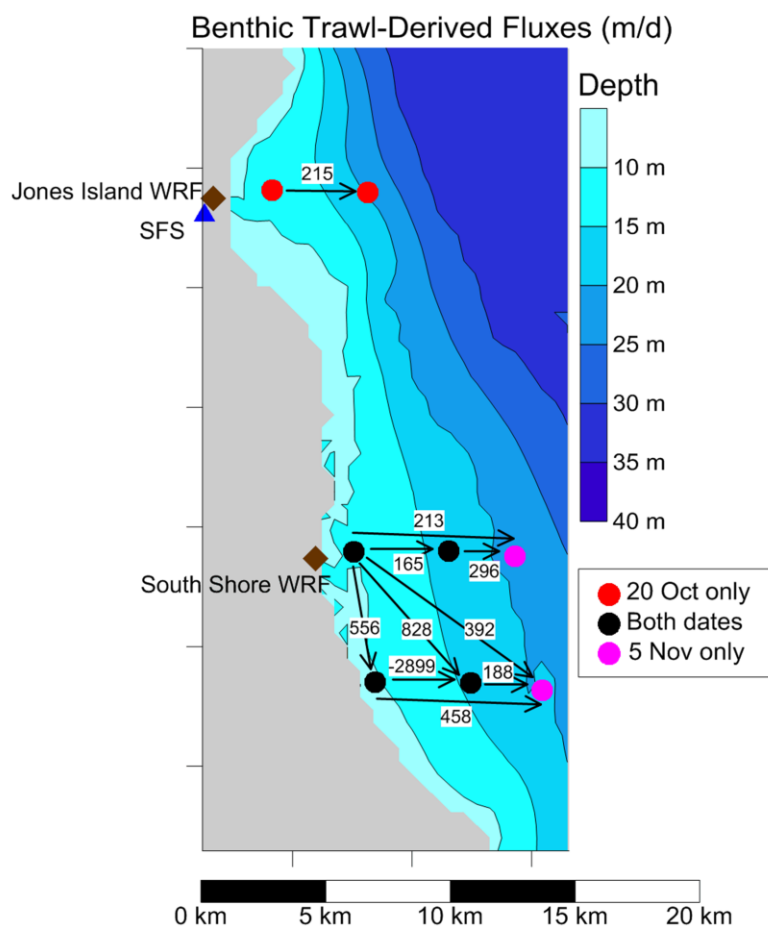 Benthic Trawl-Derived Fluxes (m/d)
Depth
10 m
15 m
20 m
25 m
30 m
35 m
40 m
Jones Island WRF
SFS
215
213
165
296
South Shore WRF
556
828
392
-2899
188
458
20 Oct only
Both dates
5 Nov only
0 km
5 km
10 km
15 km
20 km